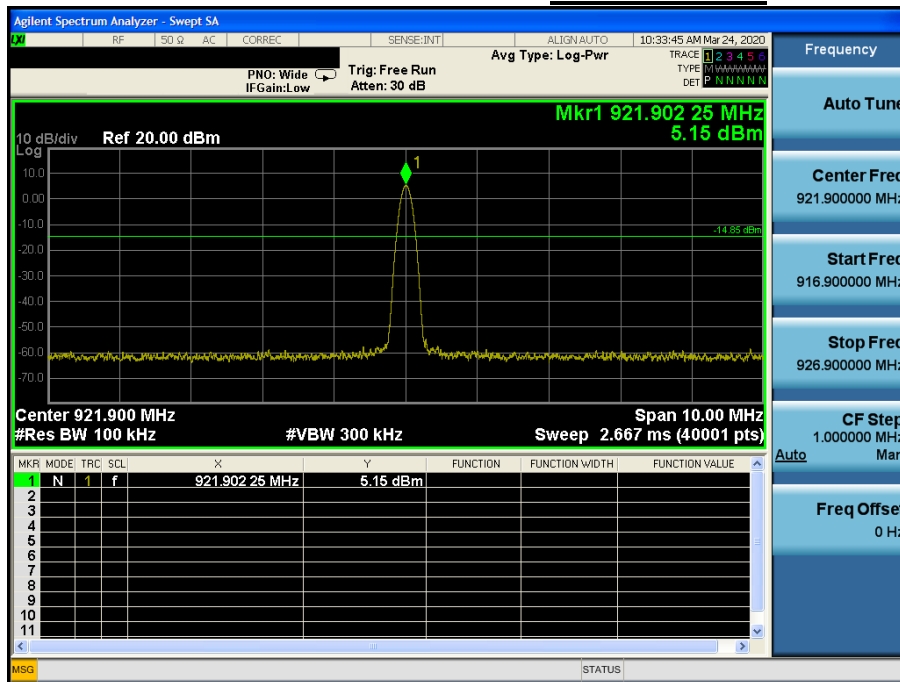 Agilent Spectrum Analyzer - Swept SA
LXI RF 50 Ω AC CORREC SENSE:INT ALIGN AUTO 10:33:45 AM Mar 24, 2020
Avg Type: Log-Pwr
TRACE 1 2 3 4 5 6
TYPE M
DET P N N N N N
PNO: Wide
IFGain:Low
Trig: Free Run
Atten: 30 dB
Mkr1 921.902 25 MHz
5.15 dBm
10 dB/div
Log
Ref 20.00 dBm
1
10.0
0.00
-10.0
-14.85 dBm
-20.0
-30.0
-40.0
-50.0
-60.0
-70.0
Center 921.900 MHz
Span 10.00 MHz
#Res BW 100 kHz
#VBW 300 kHz
Sweep 2.667 ms (40001 pts)
MKR MODE TRC SCL X Y FUNCTION FUNCTION WIDTH FUNCTION VALUE
1 N 1 f 921.902 25 MHz 5.15 dBm
2
3
4
5
6
7
8
9
10
11
MSG
STATUS
Frequency
Auto Tune
Center Freq
921.900000 MHz
Start Freq
916.900000 MHz
Stop Freq
926.900000 MHz
CF Step
1.000000 MHz
Auto Man
Freq Offset
0 Hz